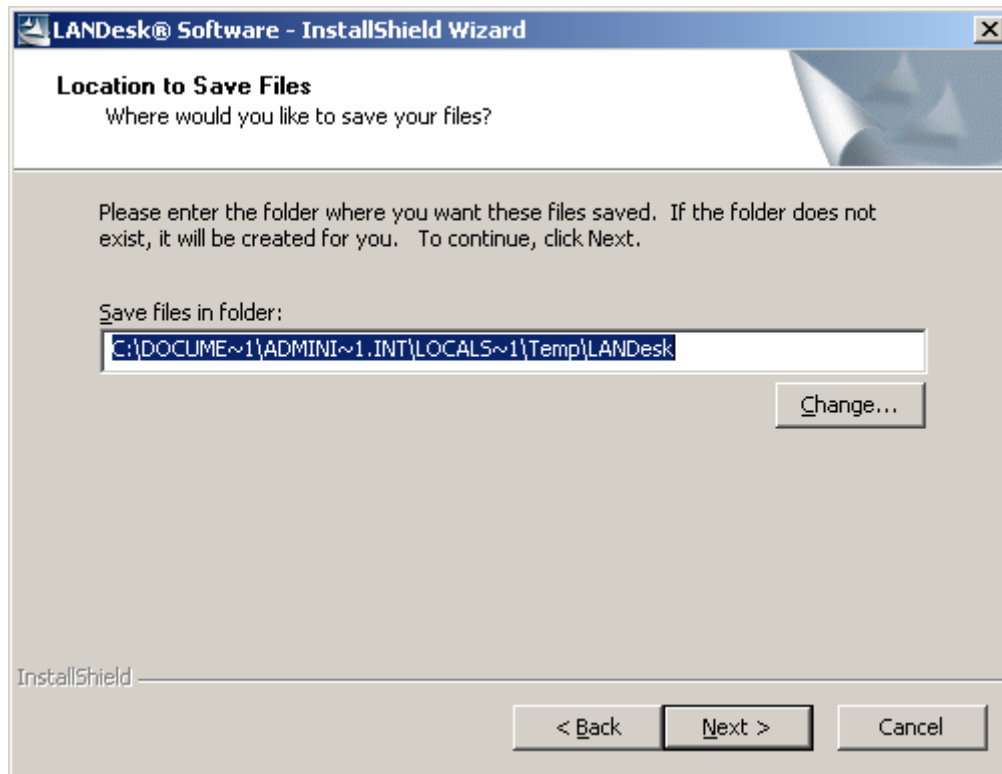 LANDesk® Software - InstallShield Wizard
Location to Save Files
Where would you like to save your files?
Please enter the folder where you want these files saved.  If the folder does not
exist, it will be created for you.   To continue, click Next.
Save files in folder:
C:\DOCUME~1\ADMINI~1.INT\LOCALS~1\Temp\LANDesk
Change...
InstallShield
< Back
Next >
Cancel